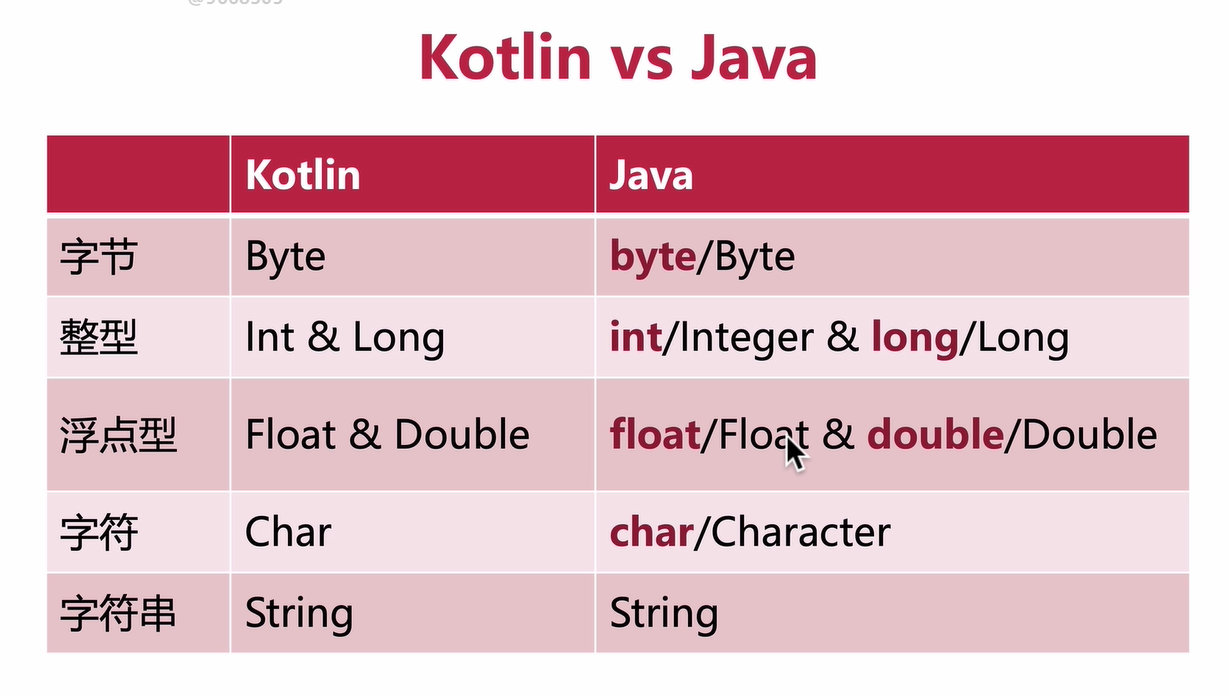 Kotlin vs Java
Kotlin Java
字节 Byte byte/Byte
整型 Int & Long int/Integer & long/Long
浮点型 Float & Double float/Float & double/Double
字符 Char char/Character
字符串 String String